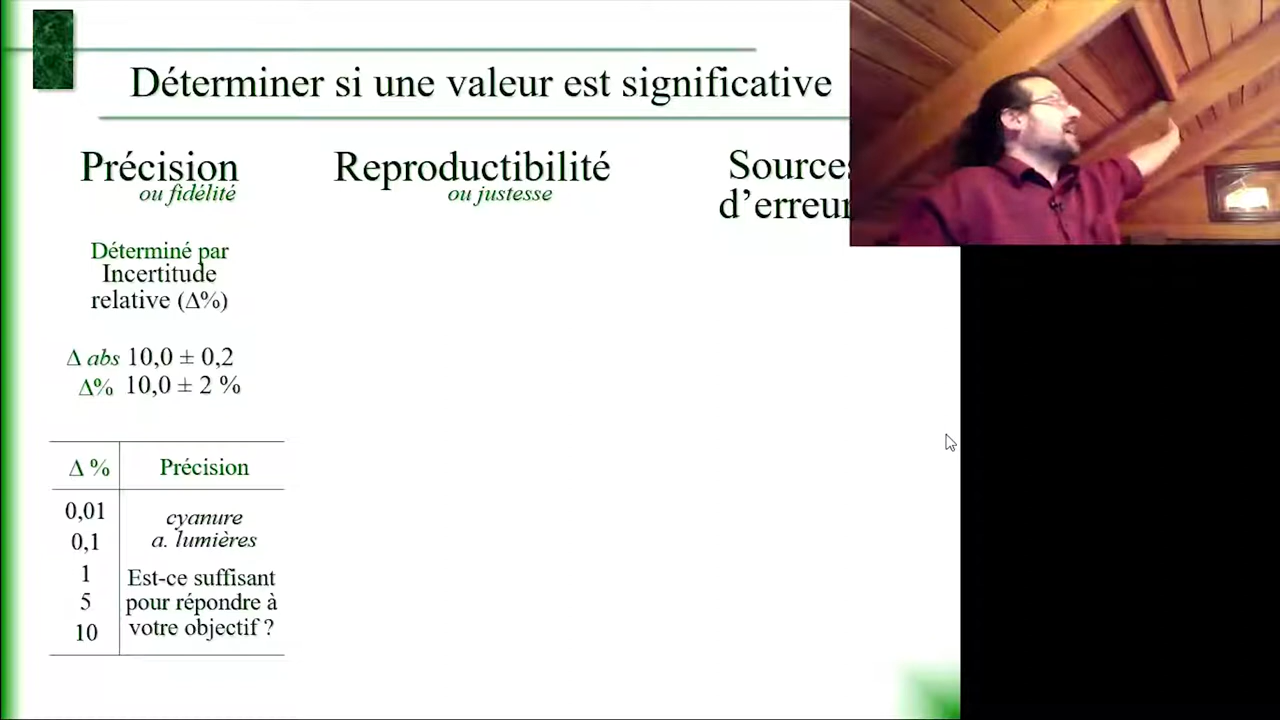 Déterminer si une valeur est significative
Précision
ou fidélité
Reproductibilité
ou justesse
Sources
d’erreur
Déterminé par
Incertitude
relative (Δ%)
Δ abs 10,0 ± 0,2
Δ% 10,0 ± 2 %
Δ % Précision
0,01
0,1
1
5
10
cyanure
a. lumières
Est-ce suffisant
pour répondre à
votre objectif ?